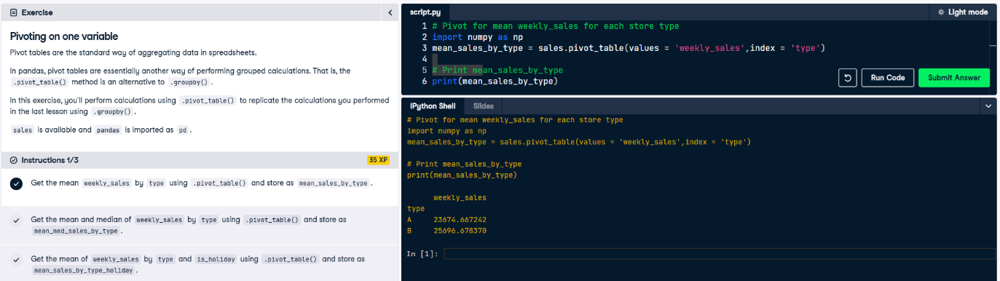 Exercise
Pivoting on one variable
Pivot tables are the standard way of aggregating data in spreadsheets.
In pandas, pivot tables are essentially another way of performing grouped calculations. That is, the
.pivot_table() method is an alternative to .groupby().
In this exercise, you'll perform calculations using .pivot_table() to replicate the calculations you performed
in the last lesson using .groupby().
sales is available and pandas is imported as pd.
Instructions 1/3
35 XP
Get the mean weekly_sales by type using .pivot_table() and store as mean_sales_by_type.
Get the mean and median of weekly_sales by type using .pivot_table() and store as
mean_med_sales_by_type.
Get the mean of weekly_sales by type and is_holiday using .pivot_table() and store as
mean_sales_by_type_holiday.
script.py
Light mode
1 # Pivot for mean weekly_sales for each store type
2 import numpy as np
3 mean_sales_by_type = sales.pivot_table(values = 'weekly_sales',index = 'type')
4
5 # Print mean_sales_by_type
6 print(mean_sales_by_type)
Run Code
Submit Answer
IPython Shell
Slides
# Pivot for mean weekly_sales for each store type
import numpy as np
mean_sales_by_type = sales.pivot_table(values = 'weekly_sales',index = 'type')
# Print mean_sales_by_type
print(mean_sales_by_type)
weekly_sales
type
A 23674.667242
B 25696.678370
In [1]: